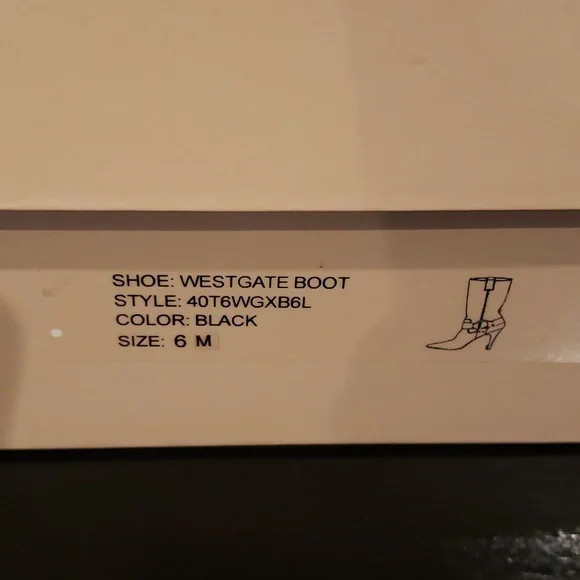 SHOE: WESTGATE BOOT
STYLE: 40T6WGXB6L
COLOR: BLACK
SIZE: 6 M